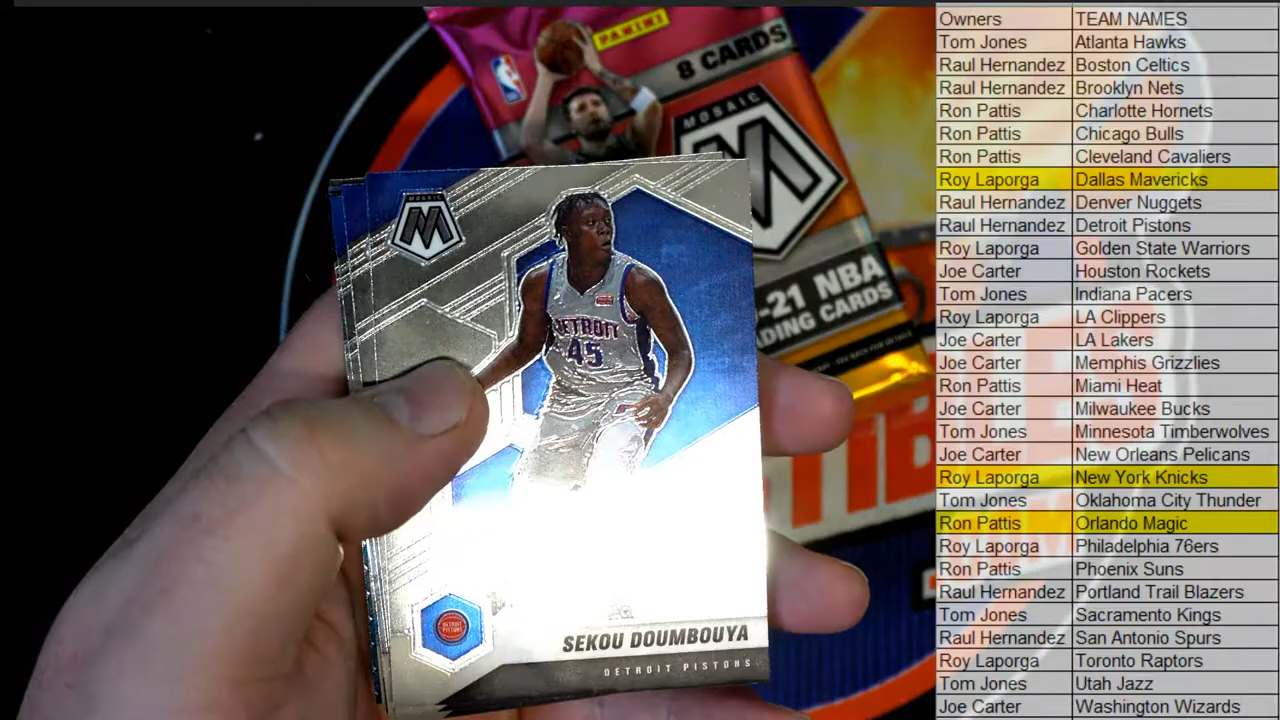 PANINI
8 CARDS
MOSAIC
-21 NBA
ADING CARDS
MOSAIC
DETROIT
45
SEKOU DOUMBOUYA
DETROIT PISTONS
Owners TEAM NAMES
Tom Jones Atlanta Hawks
Raul Hernandez Boston Celtics
Raul Hernandez Brooklyn Nets
Ron Pattis Charlotte Hornets
Ron Pattis Chicago Bulls
Ron Pattis Cleveland Cavaliers
Roy Laporga Dallas Mavericks
Raul Hernandez Denver Nuggets
Raul Hernandez Detroit Pistons
Roy Laporga Golden State Warriors
Joe Carter Houston Rockets
Tom Jones Indiana Pacers
Roy Laporga LA Clippers
Joe Carter LA Lakers
Joe Carter Memphis Grizzlies
Ron Pattis Miami Heat
Joe Carter Milwaukee Bucks
Tom Jones Minnesota Timberwolves
Joe Carter New Orleans Pelicans
Roy Laporga New York Knicks
Tom Jones Oklahoma City Thunder
Ron Pattis Orlando Magic
Roy Laporga Philadelphia 76ers
Ron Pattis Phoenix Suns
Raul Hernandez Portland Trail Blazers
Tom Jones Sacramento Kings
Raul Hernandez San Antonio Spurs
Roy Laporga Toronto Raptors
Tom Jones Utah Jazz
Joe Carter Washington Wizards